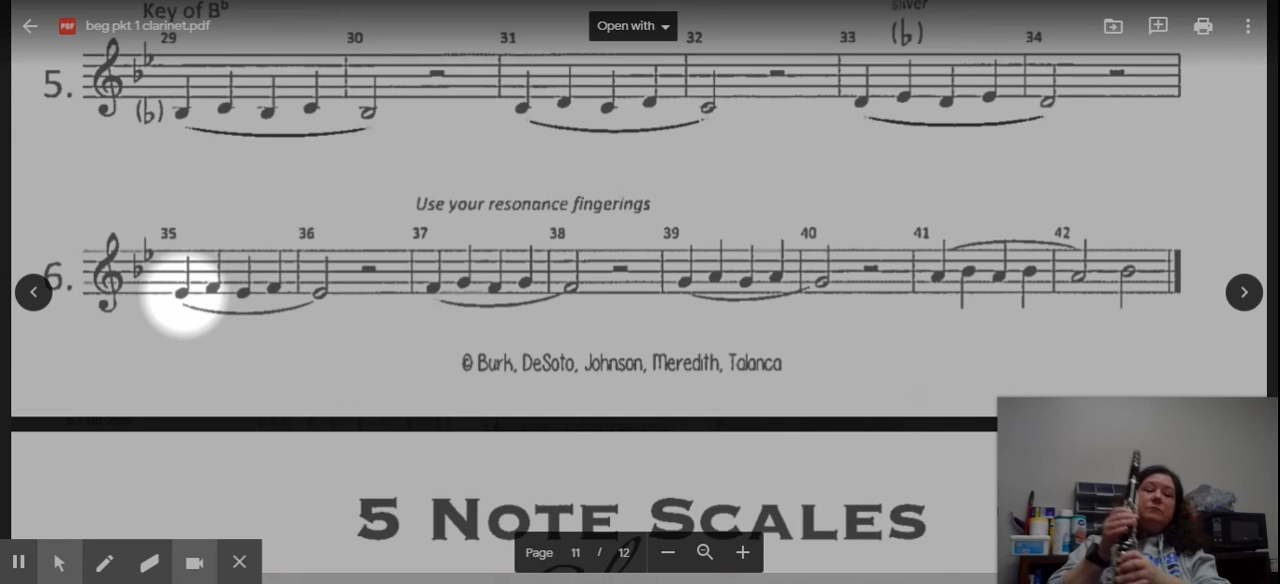 Key of Bb
silver
beg pkt 1 clarinet.pdf
Open with
29 30 31 32 33 (b) 34
5.
(b)
Use your resonance fingerings
35 36 37 38 39 40 41 42
6.
© Burk, DeSoto, Johnson, Meredith, Talanca
5 NOTE SCALES
Page 11 / 12